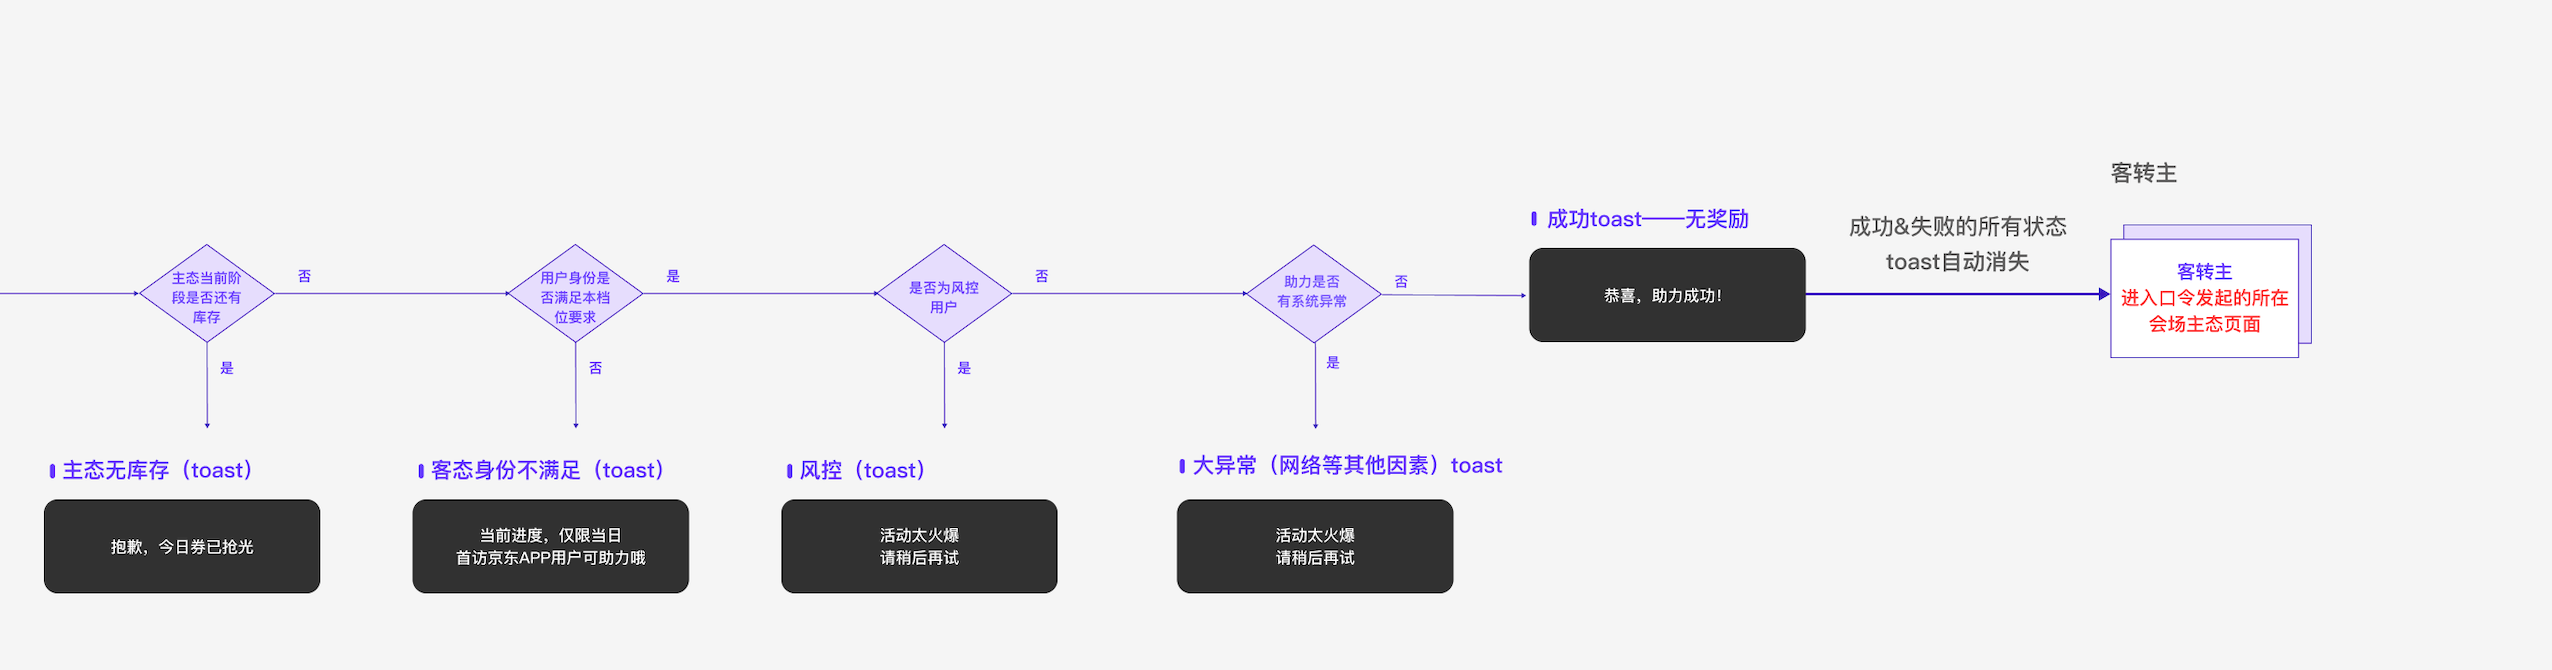 客转主
成功toast——无奖励
成功&失败的所有状态
toast自动消失
主态当前阶
段是否还有
库存
否
用户身份是
否满足本档
位要求
是
是否为风控
用户
否
助力是否
有系统异常
否
恭喜，助力成功！
客转主
进入口令发起的所在
会场主态页面
是
否
是
是
主态无库存（toast）
客态身份不满足（toast）
风控（toast）
大异常（网络等其他因素）toast
抱歉，今日券已抢光
当前进度，仅限当日
首访京东APP用户可助力哦
活动太火爆
请稍后再试
活动太火爆
请稍后再试